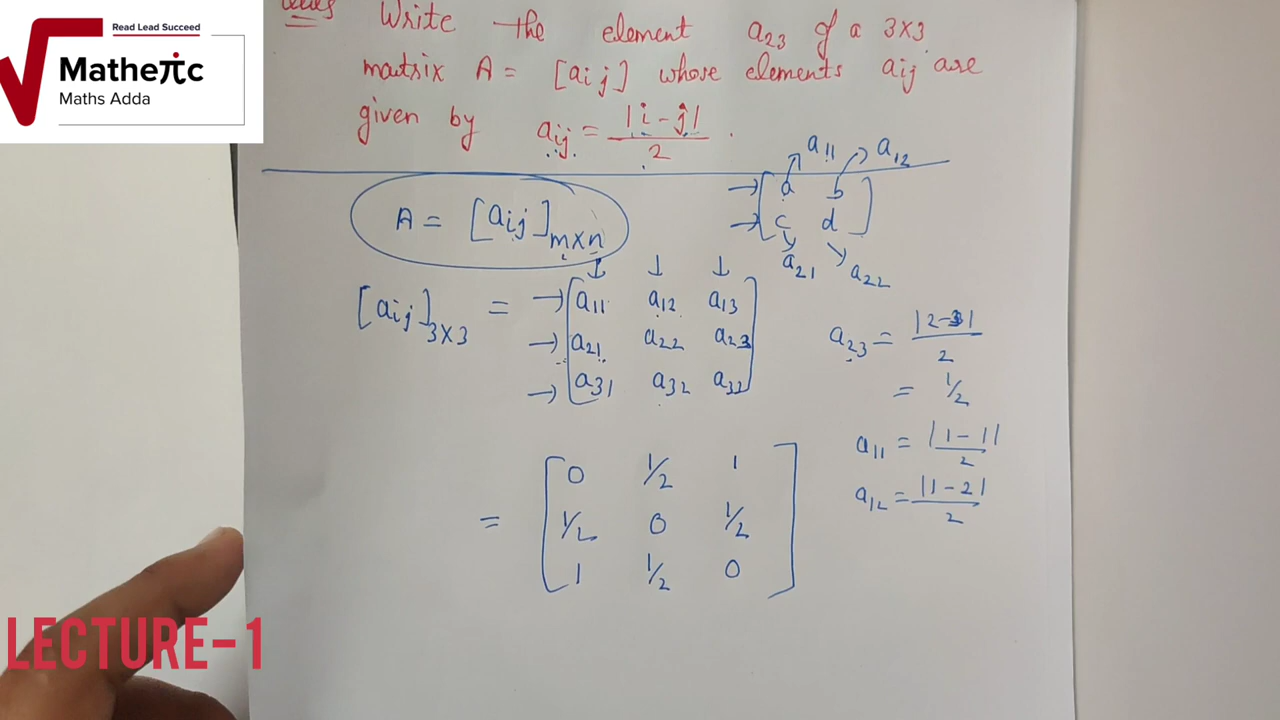 Read Lead Succeed
Matheπc
Maths Adda
Write the element a23 of a 3x3
matrix A = [aij] whose elements aij are
given by aij = |i - j| / 2 .
A = [aij]mxn
a11 a12
a b
c d
a21 a22
[aij]3x3 =
a11 a12 a13
a21 a22 a23
a31 a32 a32
a23 = |2-3| / 2
= 1/2
a11 = |1-1| / 2
a12 = |1-2| / 2
=
0 1/2 1
1/2 0 1/2
1 1/2 0
LECTURE-1